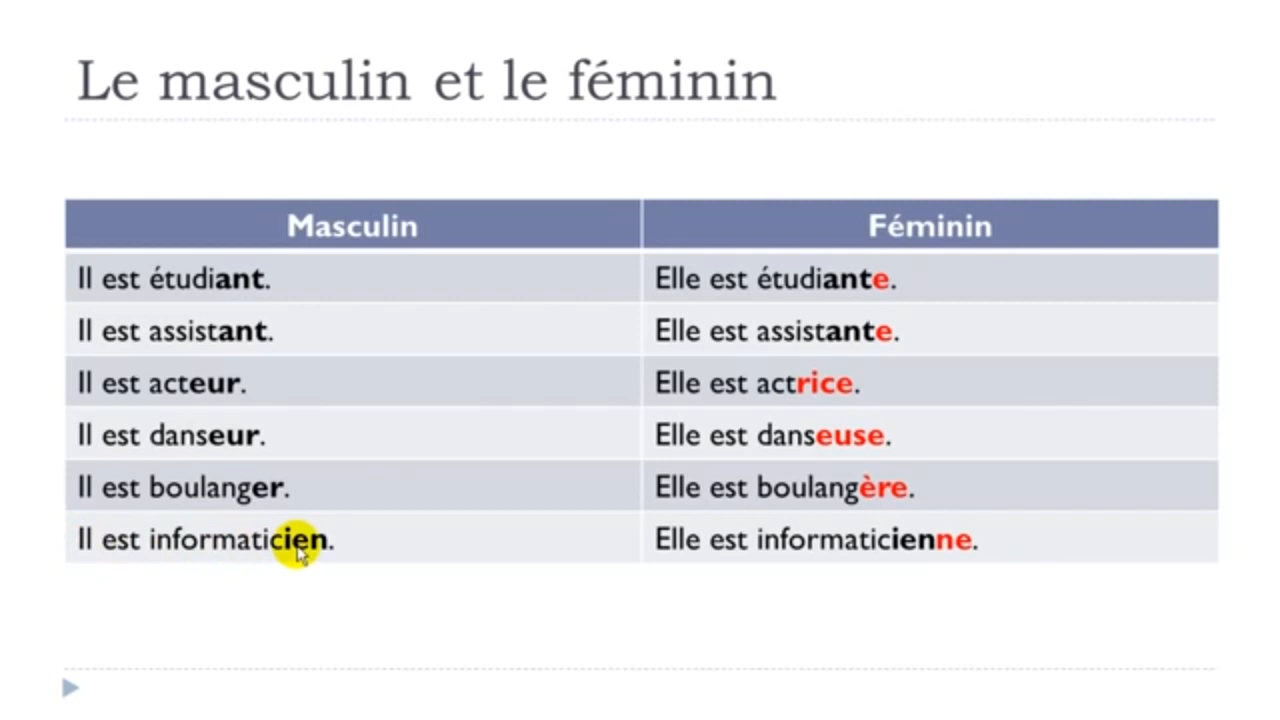 Le masculin et le féminin
Masculin Féminin
Il est étudiant. Elle est étudiante.
Il est assistant. Elle est assistante.
Il est acteur. Elle est actrice.
Il est danseur. Elle est danseuse.
Il est boulanger. Elle est boulangère.
Il est informaticien. Elle est informaticienne.